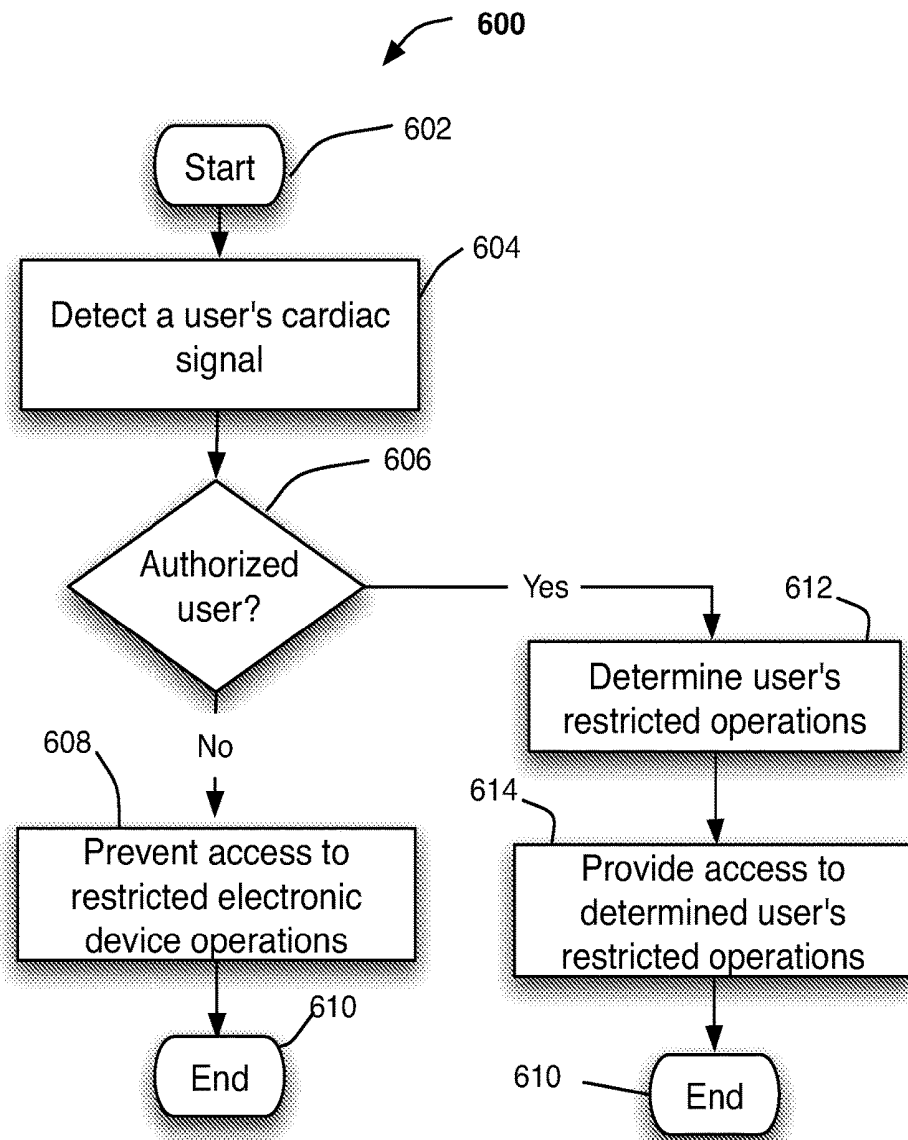 600
Start
602
604
Detect a user's cardiac
signal
606
Authorized
user?
Yes
612
Determine user's
restricted operations
No
608
614
Prevent access to
restricted electronic
device operations
Provide access to
determined user's
restricted operations
610
End
610
End